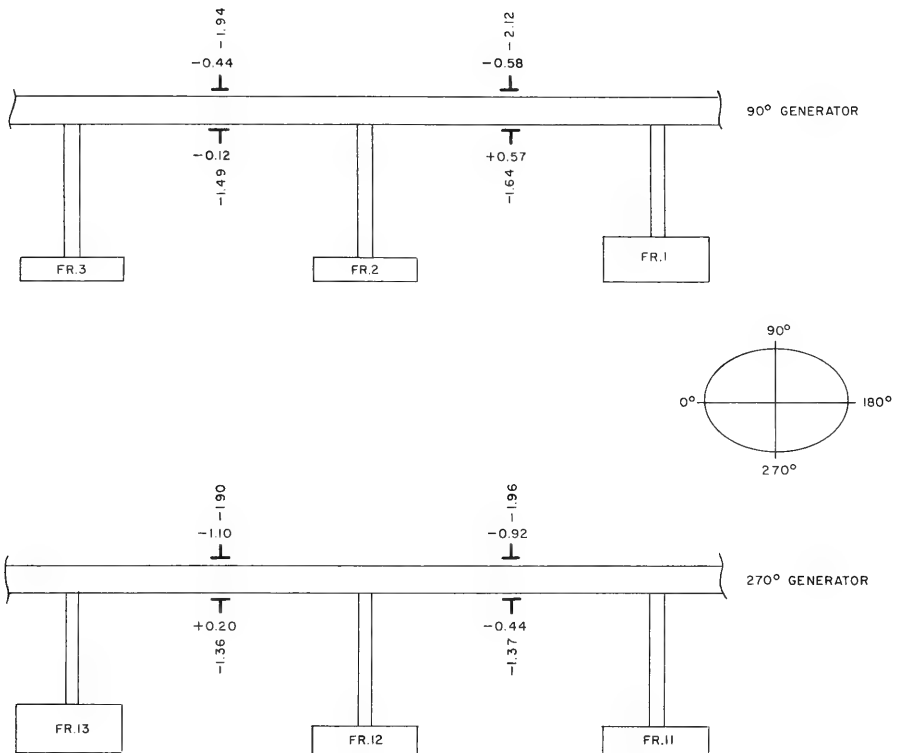 -1.94
-2.12
-0.44
-0.58
90° GENERATOR
-0.12
+0.57
-1.49
-1.64
FR.3
FR.2
FR.1
90°
0°
180°
270°
-1.90
-1.96
-1.10
-0.92
270° GENERATOR
+0.20
-0.44
-1.36
-1.37
FR.13
FR.12
FR.11